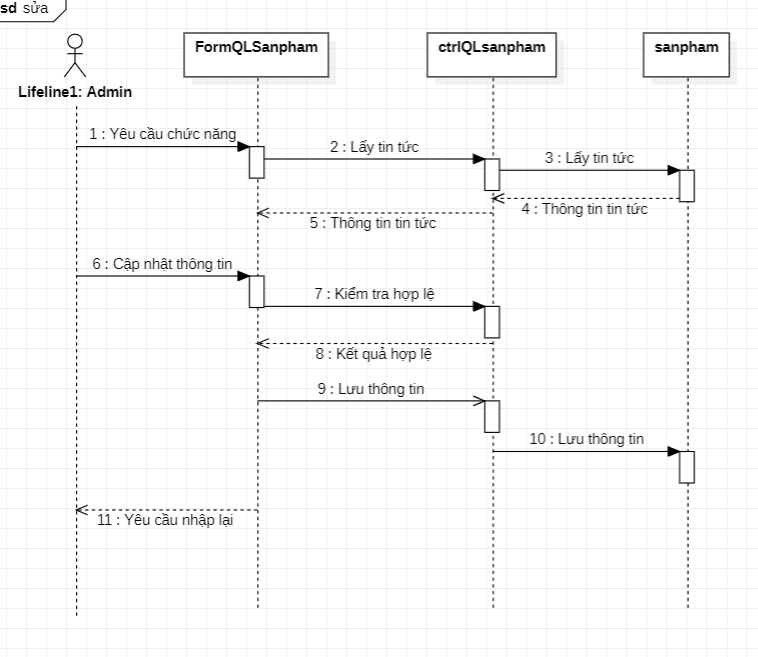 sd sửa
FormQLSanpham
ctrlQLsanpham
sanpham
Lifeline1: Admin
1 : Yêu cầu chức năng
2 : Lấy tin tức
3 : Lấy tin tức
4 : Thông tin tin tức
5 : Thông tin tin tức
6 : Cập nhật thông tin
7 : Kiểm tra hợp lệ
8 : Kết quả hợp lệ
9 : Lưu thông tin
10 : Lưu thông tin
11 : Yêu cầu nhập lại